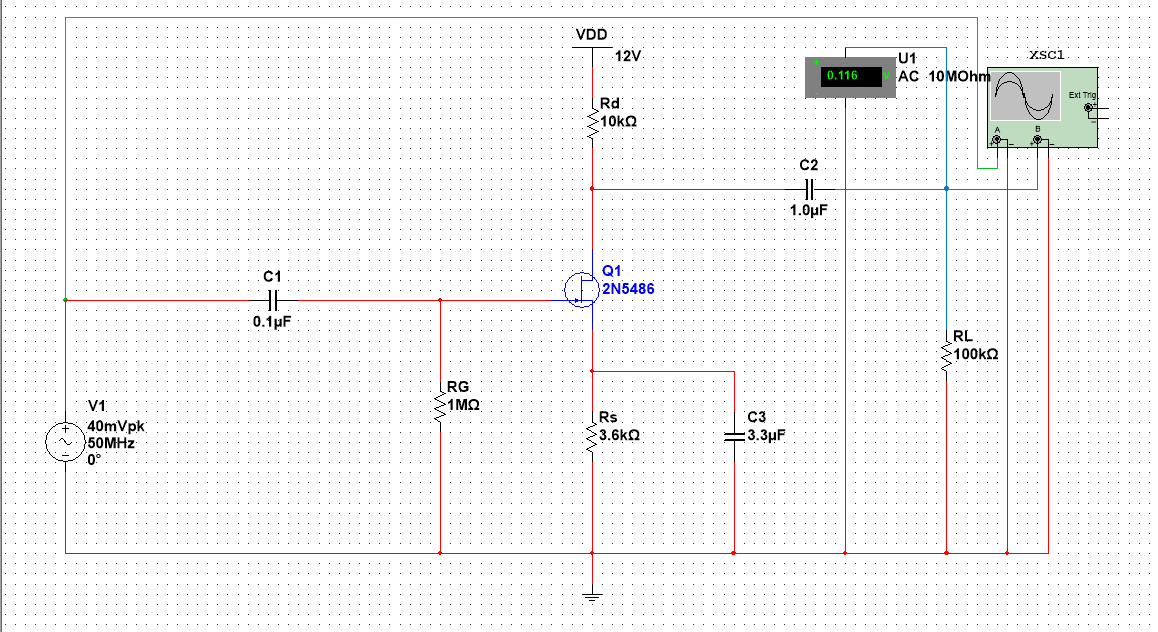 VDD
12V
Rd
10kΩ
U1
AC 10MOhm
0.116 V
XSC1
Ext Trig
+
_
A
B
+ _
+ _
C2
1.0µF
Q1
2N5486
C1
0.1µF
RL
100kΩ
RG
1MΩ
V1
40mVpk
50MHz
0°
Rs
3.6kΩ
C3
3.3µF